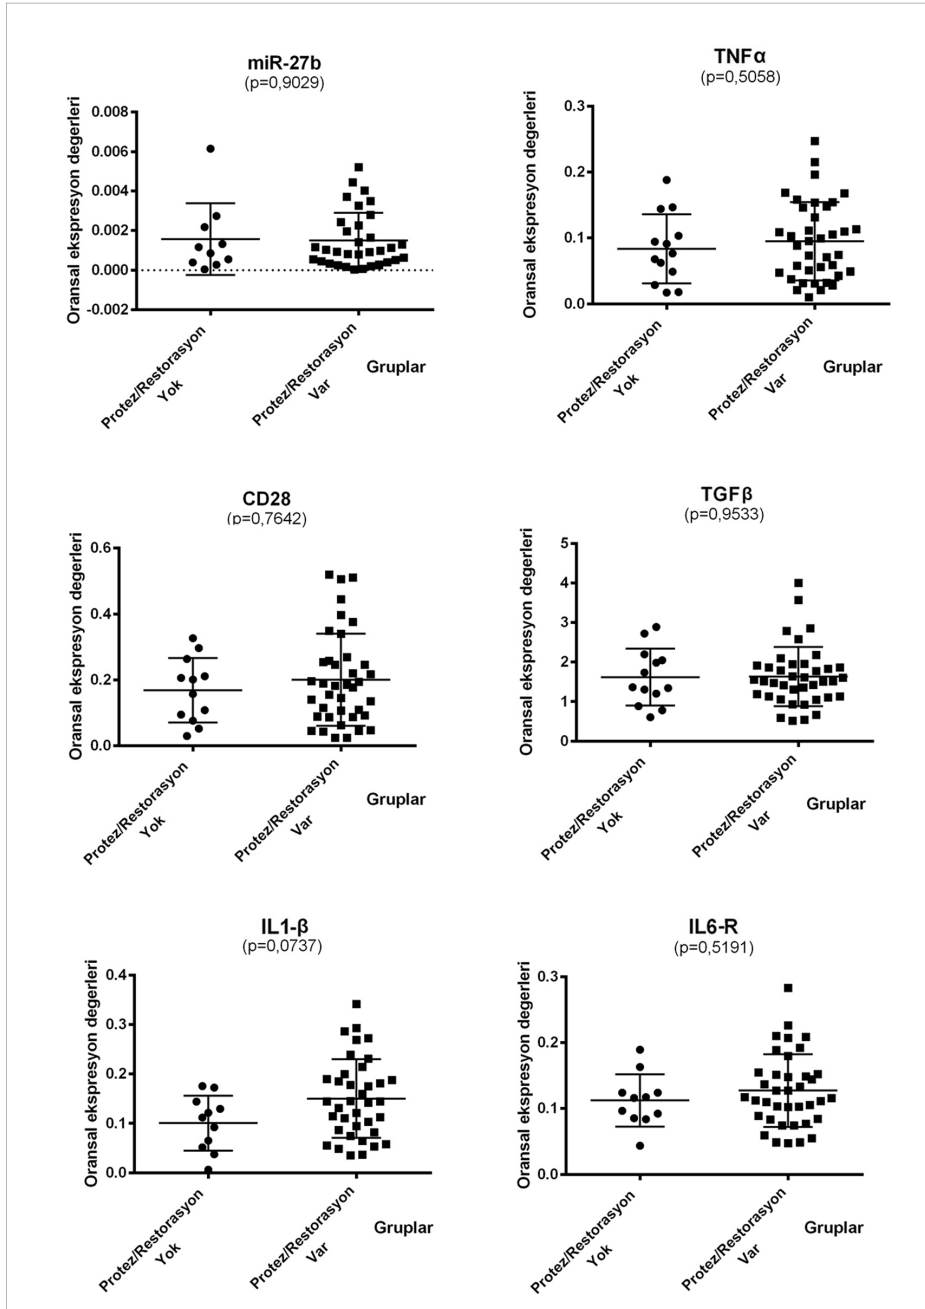 miR-27b
(p=0,9029)
Oransal ekspresyon degerleri
0.008
0.006
0.004
0.002
0.000
-0.002
Protez/Restorasyon
Yok
Protez/Restorasyon
Var
Gruplar
TNFα
(p=0,5058)
Oransal ekspresyon degerleri
0.3
0.2
0.1
0.0
Protez/Restorasyon
Yok
Protez/Restorasyon
Var
Gruplar
CD28
(p=0,7642)
Oransal ekspresyon degerleri
0.6
0.4
0.2
0.0
Protez/Restorasyon
Yok
Protez/Restorasyon
Var
Gruplar
TGFβ
(p=0,9533)
Oransal ekspresyon degerleri
5
4
3
2
1
0
Protez/Restorasyon
Yok
Protez/Restorasyon
Var
Gruplar
IL1-β
(p=0,0737)
Oransal ekspresyon degerleri
0.4
0.3
0.2
0.1
0.0
Protez/Restorasyon
Yok
Protez/Restorasyon
Var
Gruplar
IL6-R
(p=0,5191)
Oransal ekspresyon degerleri
0.3
0.2
0.1
0.0
Protez/Restorasyon
Yok
Protez/Restorasyon
Var
Gruplar